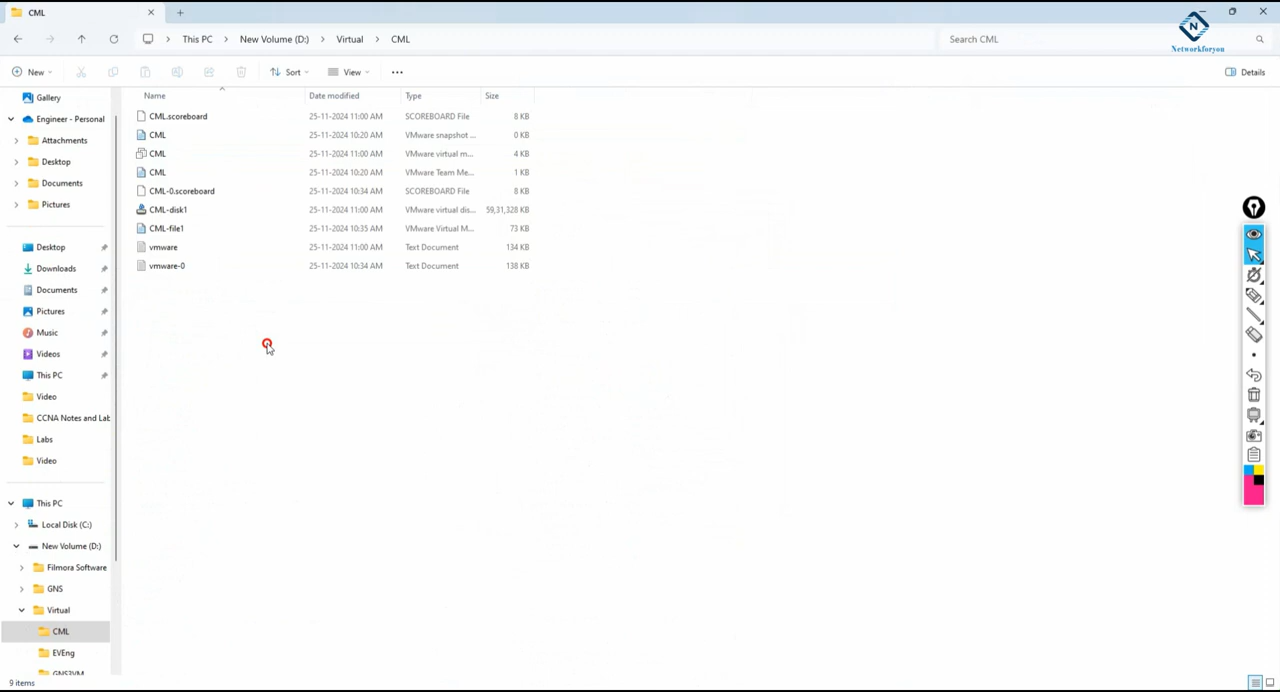 CML
This PC
New Volume (D:)
Virtual
CML
Search CML
N
Networkforyou
New
Sort
View
Details
Gallery
Engineer - Personal
Attachments
Desktop
Documents
Pictures
Desktop
Downloads
Documents
Pictures
Music
Videos
This PC
Video
CCNA Notes and Lab
Labs
Video
This PC
Local Disk (C:)
New Volume (D:)
Filmora Software
GNS
Virtual
CML
EVEng
GNS3VM
Name Date modified Type Size
CML.scoreboard 25-11-2024 11:00 AM SCOREBOARD File 8 KB
CML 25-11-2024 10:20 AM VMware snapshot ... 0 KB
CML 25-11-2024 11:00 AM VMware virtual m... 4 KB
CML 25-11-2024 10:20 AM VMware Team Me... 1 KB
CML-0.scoreboard 25-11-2024 10:34 AM SCOREBOARD File 8 KB
CML-disk1 25-11-2024 11:00 AM VMware virtual dis... 59,31,328 KB
CML-file1 25-11-2024 10:35 AM VMware Virtual M... 73 KB
vmware 25-11-2024 11:00 AM Text Document 134 KB
vmware-0 25-11-2024 10:34 AM Text Document 138 KB
9 items